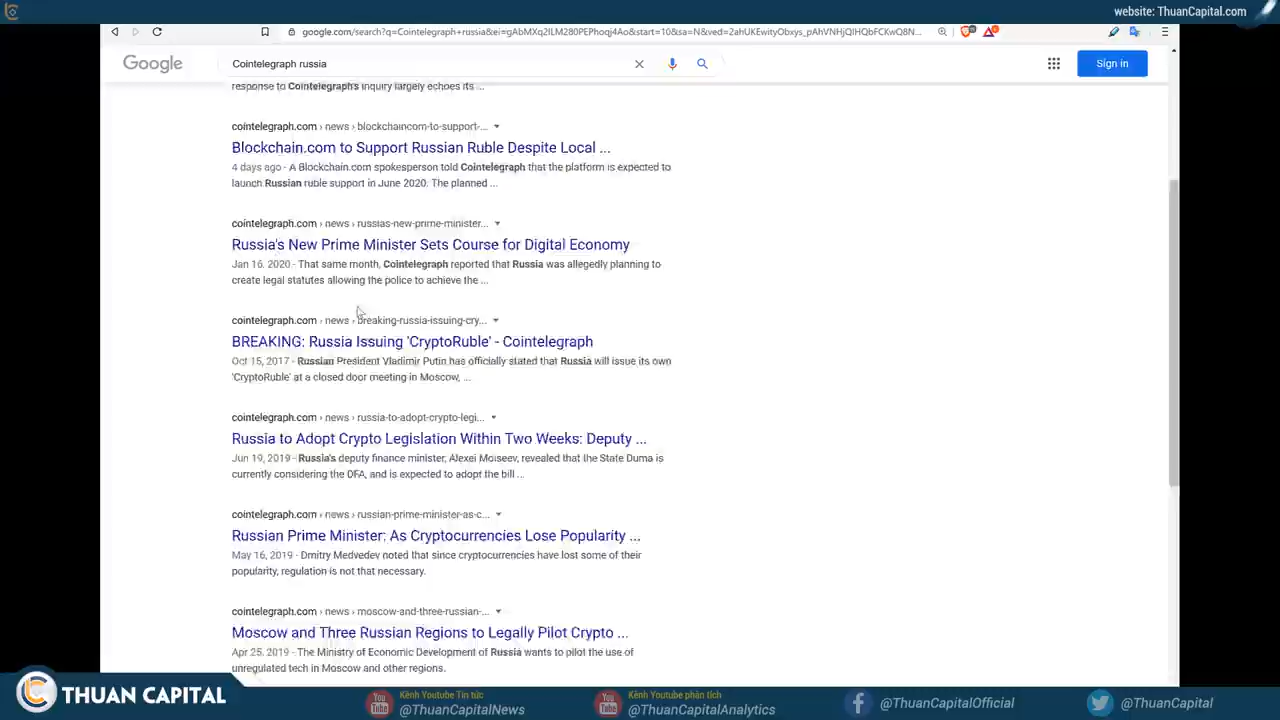 website: ThuanCapital.com
Google
Cointelegraph russia
Sign in
response to Cointelegraph's inquiry largely echoes its ...
cointelegraph.com › news › blockchaincom-to-support-...
Blockchain.com to Support Russian Ruble Despite Local ...
4 days ago - A Blockchain.com spokesperson told Cointelegraph that the platform is expected to
launch Russian ruble support in June 2020. The planned ...
cointelegraph.com › news › russias-new-prime-minister...
Russia's New Prime Minister Sets Course for Digital Economy
Jan 16, 2020 - That same month, Cointelegraph reported that Russia was allegedly planning to
create legal statutes allowing the police to achieve the ...
cointelegraph.com › news › breaking-russia-issuing-cry...
BREAKING: Russia Issuing 'CryptoRuble' - Cointelegraph
Oct 15, 2017 - Russian President Vladimir Putin has officially stated that Russia will issue its own
'CryptoRuble' at a closed door meeting in Moscow, ...
cointelegraph.com › news › russia-to-adopt-crypto-legi...
Russia to Adopt Crypto Legislation Within Two Weeks: Deputy ...
Jun 19, 2019 - Russia's deputy finance minister, Alexei Moiseev, revealed that the State Duma is
currently considering the DFA, and is expected to adopt the bill ...
cointelegraph.com › news › russian-prime-minister-as-c...
Russian Prime Minister: As Cryptocurrencies Lose Popularity ...
May 16, 2019 - Dmitry Medvedev noted that since cryptocurrencies have lost some of their
popularity, regulation is not that necessary.
cointelegraph.com › news › moscow-and-three-russian-...
Moscow and Three Russian Regions to Legally Pilot Crypto ...
Apr 25, 2019 - The Ministry of Economic Development of Russia wants to pilot the use of
unregulated tech in Moscow and other regions.
THUAN CAPITAL
You Tube
Kênh Youtube Tin tức
@ThuanCapitalNews
You Tube
Kênh Youtube phân tích
@ThuanCapitalAnalytics
@ThuanCapitalOfficial
@ThuanCapital